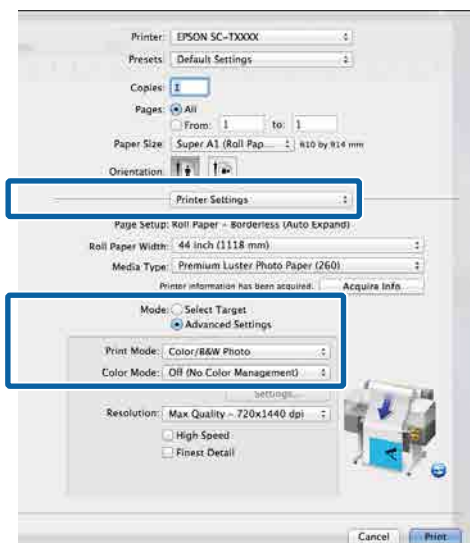 Printer: EPSON SC-TXXXX
Presets: Default Settings
Copies: 1
Pages: All
From: 1 to: 1
Paper Size: Super A1 (Roll Pap... 610 by 914 mm
Orientation:
Printer Settings
Page Setup: Roll Paper - Borderless (Auto Expand)
Roll Paper Width: 44 inch (1118 mm)
Media Type: Premium Luster Photo Paper (260)
Printer information has been acquired. Acquire Info
Mode: Select Target
Advanced Settings
Print Mode: Color/B&W Photo
Color Mode: Off (No Color Management)
Settings...
Resolution: Max Quality - 720x1440 dpi
High Speed
Finest Detail
A
Cancel Print